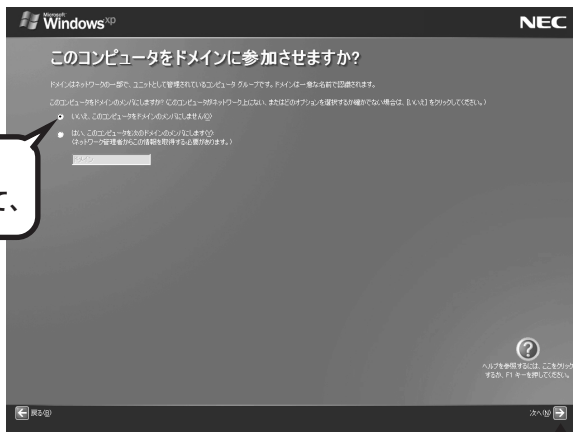 Microsoft
Windows xp
NEC
このコンピュータをドメインに参加させますか?
ドメインはネットワークの一部で、ユニットとして管理されているコンピュータ グループです。ドメインは一意な名前で認識されます。
このコンピュータをドメインのメンバにしますか? (このコンピュータがネットワーク上にない、またはどのオプションを選択するか確かでない場合は、[いいえ] をクリックしてください。)
いいえ、このコンピュータをドメインのメンバにしません(O)
はい、このコンピュータを次のドメインのメンバにします(Y)
(ネットワーク管理者からこの情報を取得する必要があります。)
ドメイン
て、
?
ヘルプを参照するには、ここをクリック
するか、F1 キーを押してください。
戻る(B)
次へ(N)